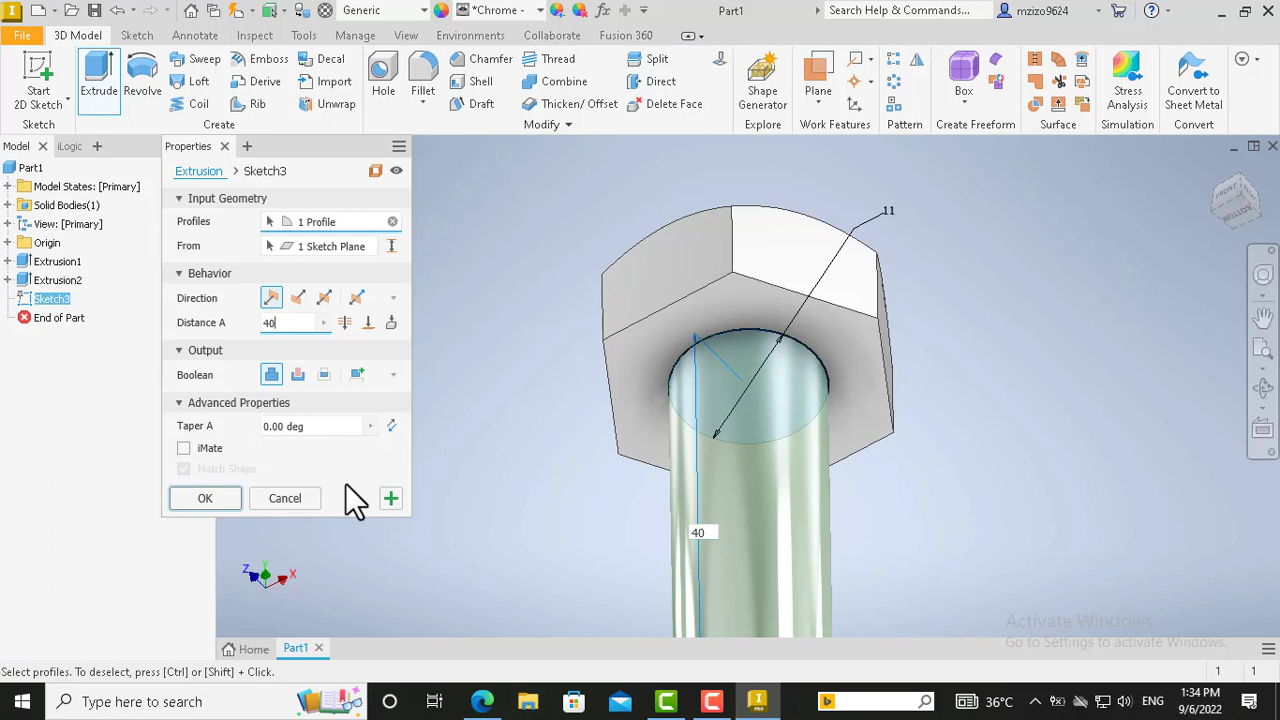 Generic
*Chrome
Part1
Search Help & Commands...
mzizo9624
File 3D Model Sketch Annotate Inspect Tools Manage View Environments Collaborate Fusion 360
Start
2D Sketch
Extrude
Revolve
Sweep
Loft
Coil
Emboss
Derive
Rib
Decal
Import
Unwrap
Hole
Fillet
Chamfer
Shell
Draft
Thread
Combine
Thicken/ Offset
Split
Direct
Delete Face
Shape
Generator
Plane
Box
Stress
Analysis
Convert to
Sheet Metal
Sketch Create Modify Explore Work Features Pattern Create Freeform Surface Simulation Convert
Model
iLogic
Part1
Model States: [Primary]
Solid Bodies(1)
View: [Primary]
Origin
Extrusion1
Extrusion2
Sketch3
End of Part
Properties
Extrusion > Sketch3
Input Geometry
Profiles 1 Profile
From 1 Sketch Plane
Behavior
Direction
Distance A 40
Output
Boolean
Advanced Properties
Taper A 0.00 deg
iMate
Match Shape
OK Cancel
11
40
BOTTOM
Z Y X
Activate Windows
Go to Settings to activate Windows.
Home Part1
Select profiles. To deselect, press [Ctrl] or [Shift] + Click.
1 1
Type here to search
36°C
ENG
1:34 PM
9/6/2022